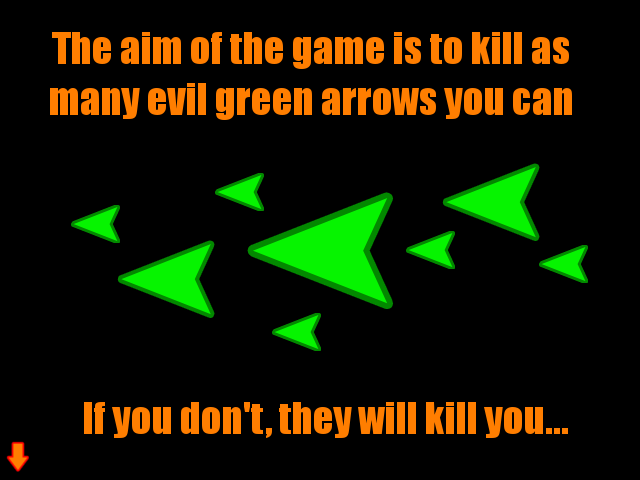 The aim of the game is to kill as
many evil green arrows you can
If you don't, they will kill you...